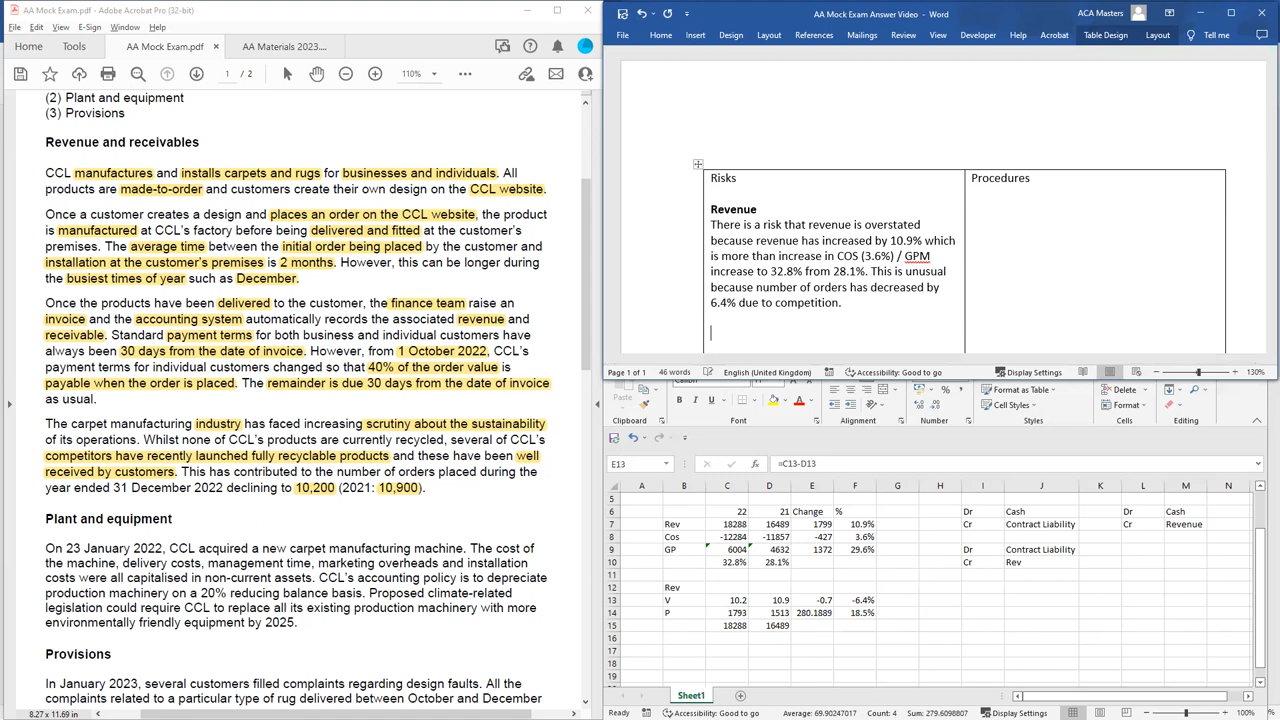 AA Mock Exam.pdf - Adobe Acrobat Pro (32-bit)
File Edit View E-Sign Window Help
Home Tools AA Mock Exam.pdf × AA Materials 2023....
1 / 2 110%
(2) Plant and equipment
(3) Provisions
Revenue and receivables
CCL manufactures and installs carpets and rugs for businesses and individuals. All
products are made-to-order and customers create their own design on the CCL website.
Once a customer creates a design and places an order on the CCL website, the product
is manufactured at CCL's factory before being delivered and fitted at the customer's
premises. The average time between the initial order being placed by the customer and
installation at the customer's premises is 2 months. However, this can be longer during
the busiest times of year such as December.
Once the products have been delivered to the customer, the finance team raise an
invoice and the accounting system automatically records the associated revenue and
receivable. Standard payment terms for both business and individual customers have
always been 30 days from the date of invoice. However, from 1 October 2022, CCL's
payment terms for individual customers changed so that 40% of the order value is
payable when the order is placed. The remainder is due 30 days from the date of invoice
as usual.
The carpet manufacturing industry has faced increasing scrutiny about the sustainability
of its operations. Whilst none of CCL's products are currently recycled, several of CCL's
competitors have recently launched fully recyclable products and these have been well
received by customers. This has contributed to the number of orders placed during the
year ended 31 December 2022 declining to 10,200 (2021: 10,900).
Plant and equipment
On 23 January 2022, CCL acquired a new carpet manufacturing machine. The cost of
the machine, delivery costs, management time, marketing overheads and installation
costs were all capitalised in non-current assets. CCL's accounting policy is to depreciate
production machinery on a 20% reducing balance basis. Proposed climate-related
legislation could require CCL to replace all its existing production machinery with more
environmentally friendly equipment by 2025.
Provisions
In January 2023, several customers filled complaints regarding design faults. All the
complaints related to a particular type of rug delivered between October and December
8.27 x 11.69 in
AA Mock Exam Answer Video - Word ACA Masters
File Home Insert Design Layout References Mailings Review View Developer Help Acrobat Table Design Layout Tell me
Risks Procedures
Revenue
There is a risk that revenue is overstated
because revenue has increased by 10.9% which
is more than increase in COS (3.6%) / GPM
increase to 32.8% from 28.1%. This is unusual
because number of orders has decreased by
6.4% due to competition.
Page 1 of 1 46 words English (United Kingdom) Accessibility: Good to go Display Settings 130%
Paste B I U A % Format as Table Delete
Cell Styles Format
Clipboard Font Alignment Number Styles Cells Editing
E13 fx =C13-D13
A B C D E F G H I J K L M N
5
6 22 21 Change % Dr Cash Dr Cash
7 Rev 18288 16489 1799 10.9% Cr Contract Liability Cr Revenue
8 Cos -12284 -11857 -427 3.6%
9 GP 6004 4632 1372 29.6% Dr Contract Liability
10 32.8% 28.1% Cr Rev
11
12 Rev
13 V 10.2 10.9 -0.7 -6.4%
14 P 1793 1513 280.1889 18.5%
15 18288 16489
16
17
18
19
Sheet1
Ready Accessibility: Good to go Average: 69.90247017 Count: 4 Sum: 279.6098807 Display Settings 100%